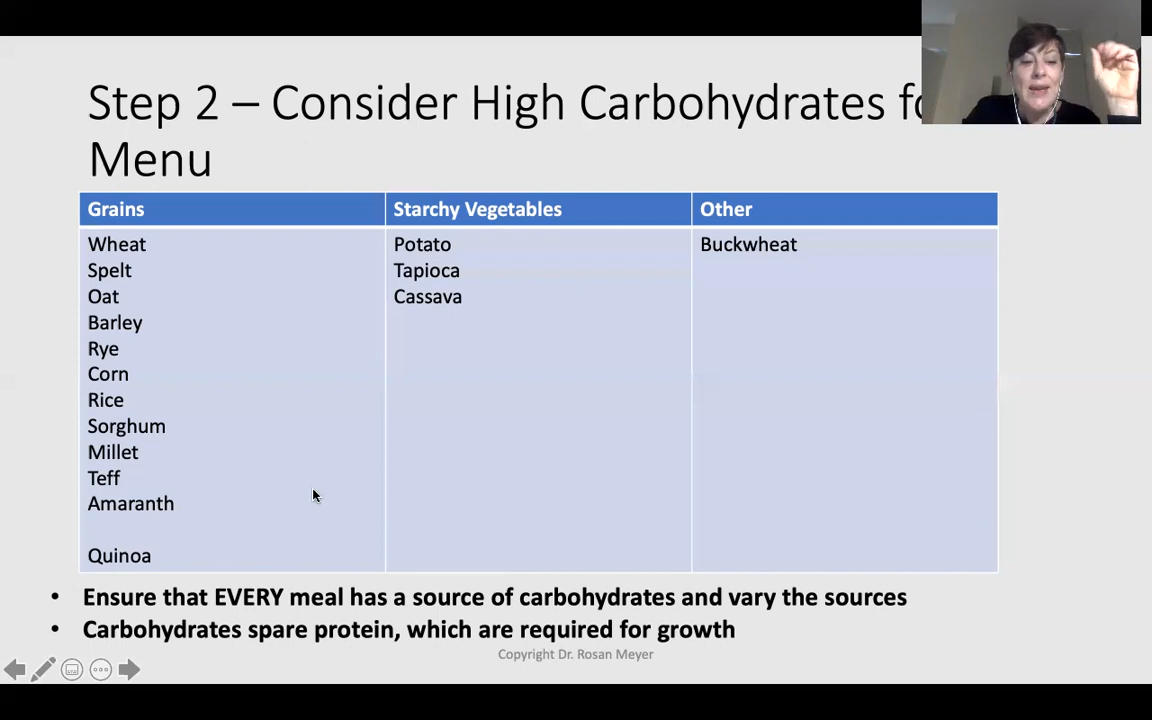 Step 2 – Consider High Carbohydrates
Menu
Grains
Starchy Vegetables
Other
Wheat
Spelt
Oat
Barley
Rye
Corn
Rice
Sorghum
Millet
Teff
Amaranth
Quinoa
Potato
Tapioca
Cassava
Buckwheat
• Ensure that EVERY meal has a source of carbohydrates and vary the sources
• Carbohydrates spare protein, which are required for growth
Copyright Dr. Rosan Meyer